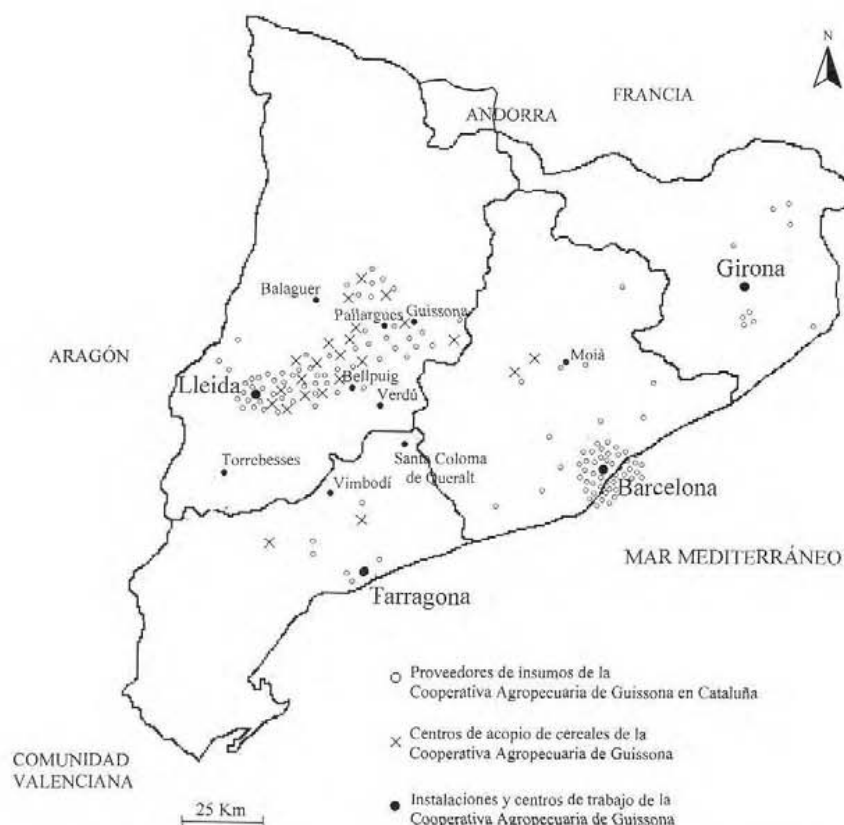 N
FRANCIA
ANDORRA
Girona
Balaguer
Pallargues
Guissona
ARAGÓN
Moià
Lleida
Bellpuig
Verdú
Torrebesses
Santa Coloma
de Queralt
Vimbodí
Barcelona
MAR MEDITERRÁNEO
Tarragona
Proveedores de insumos de la
Cooperativa Agropecuaria de Guissona en Cataluña
Centros de acopio de cereales de la
Cooperativa Agropecuaria de Guissona
COMUNIDAD
VALENCIANA
25 Km
Instalaciones y centros de trabajo de la
Cooperativa Agropecuaria de Guissona